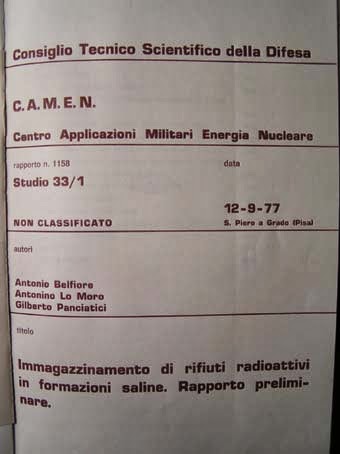 Consiglio Tecnico Scientifico della Difesa
C.A.M.E.N.
Centro Applicazioni Militari Energia Nucleare
rapporto n. 1158 data
Studio 33/1
12-9-77
NON CLASSIFICATO S. Piero a Grado (Pisa)
autori
Antonio Belfiore
Antonino Lo Moro
Gilberto Panciatici
titolo
Immagazzinamento di rifiuti radioattivi
in formazioni saline. Rapporto prelimi-
nare.